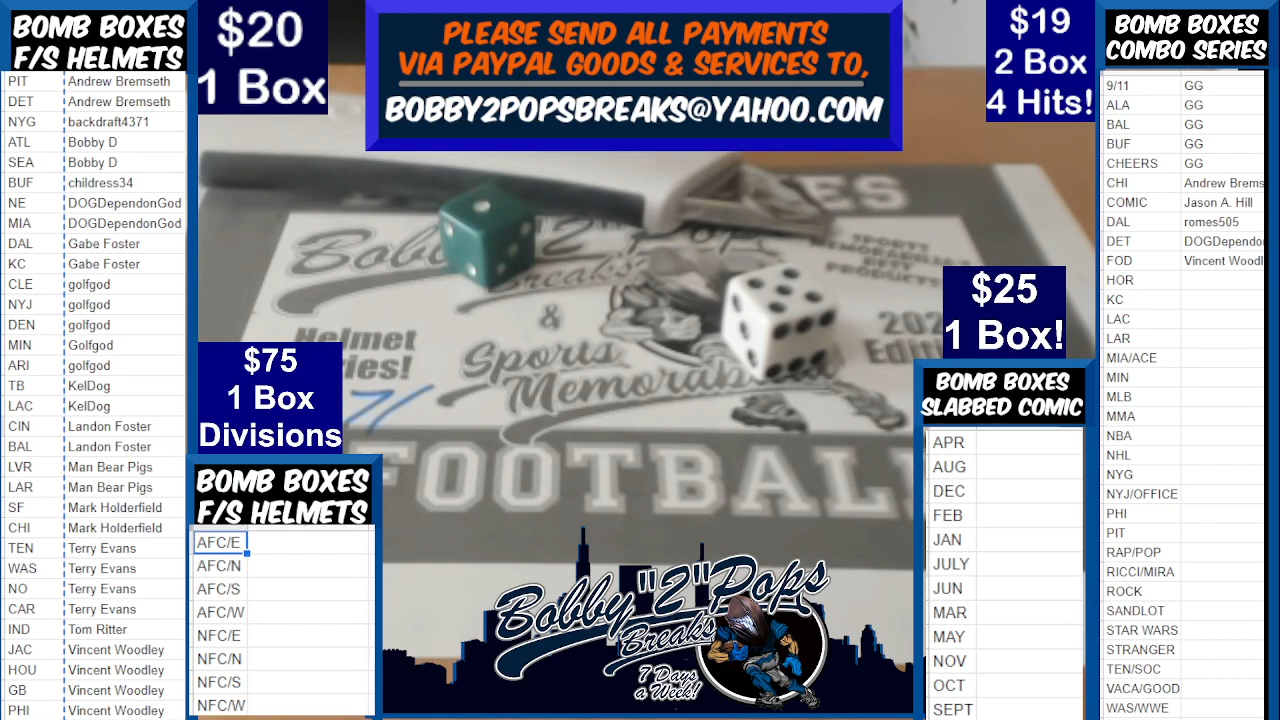 BOMB BOXES
F/S HELMETS
PIT Andrew Bremseth
DET Andrew Bremseth
NYG backdraft4371
ATL Bobby D
SEA Bobby D
BUF childress34
NE DOGDependonGod
MIA DOGDependonGod
DAL Gabe Foster
KC Gabe Foster
CLE golfgod
NYJ golfgod
DEN golfgod
MIN Golfgod
ARI golfgod
TB KelDog
LAC KelDog
CIN Landon Foster
BAL Landon Foster
LVR Man Bear Pigs
LAR Man Bear Pigs
SF Mark Holderfield
CHI Mark Holderfield
TEN Terry Evans
WAS Terry Evans
NO Terry Evans
CAR Terry Evans
IND Tom Ritter
JAC Vincent Woodley
HOU Vincent Woodley
GB Vincent Woodley
PHI Vincent Woodley
$20
1 Box
$75
1 Box
Divisions
BOMB BOXES
F/S HELMETS
AFC/E
AFC/N
AFC/S
AFC/W
NFC/E
NFC/N
NFC/S
NFC/W
PLEASE SEND ALL PAYMENTS
VIA PAYPAL GOODS & SERVICES TO,
BOBBY2POPSBREAKS@YAHOO.COM
Bobby "2" Pops
Breaks
&
Sports
Memorabilia
Helmet
Series!
FOOTBALL
Bobby "2" Pops
Breaks
7 Days
a Week!
$19
2 Box
4 Hits!
$25
1 Box!
BOMB BOXES
SLABBED COMIC
APR
AUG
DEC
FEB
JAN
JULY
JUN
MAR
MAY
NOV
OCT
SEPT
BOMB BOXES
COMBO SERIES
9/11 GG
ALA GG
BAL GG
BUF GG
CHEERS GG
CHI Andrew Brems
COMIC Jason A. Hill
DAL romes505
DET DOGDependo
FOD Vincent Woodl
HOR
KC
LAC
LAR
MIA/ACE
MIN
MLB
MMA
NBA
NHL
NYG
NYJ/OFFICE
PHI
PIT
RAP/POP
RICCI/MIRA
ROCK
SANDLOT
STAR WARS
STRANGER
TEN/SOC
VACA/GOOD
WAS/WWE